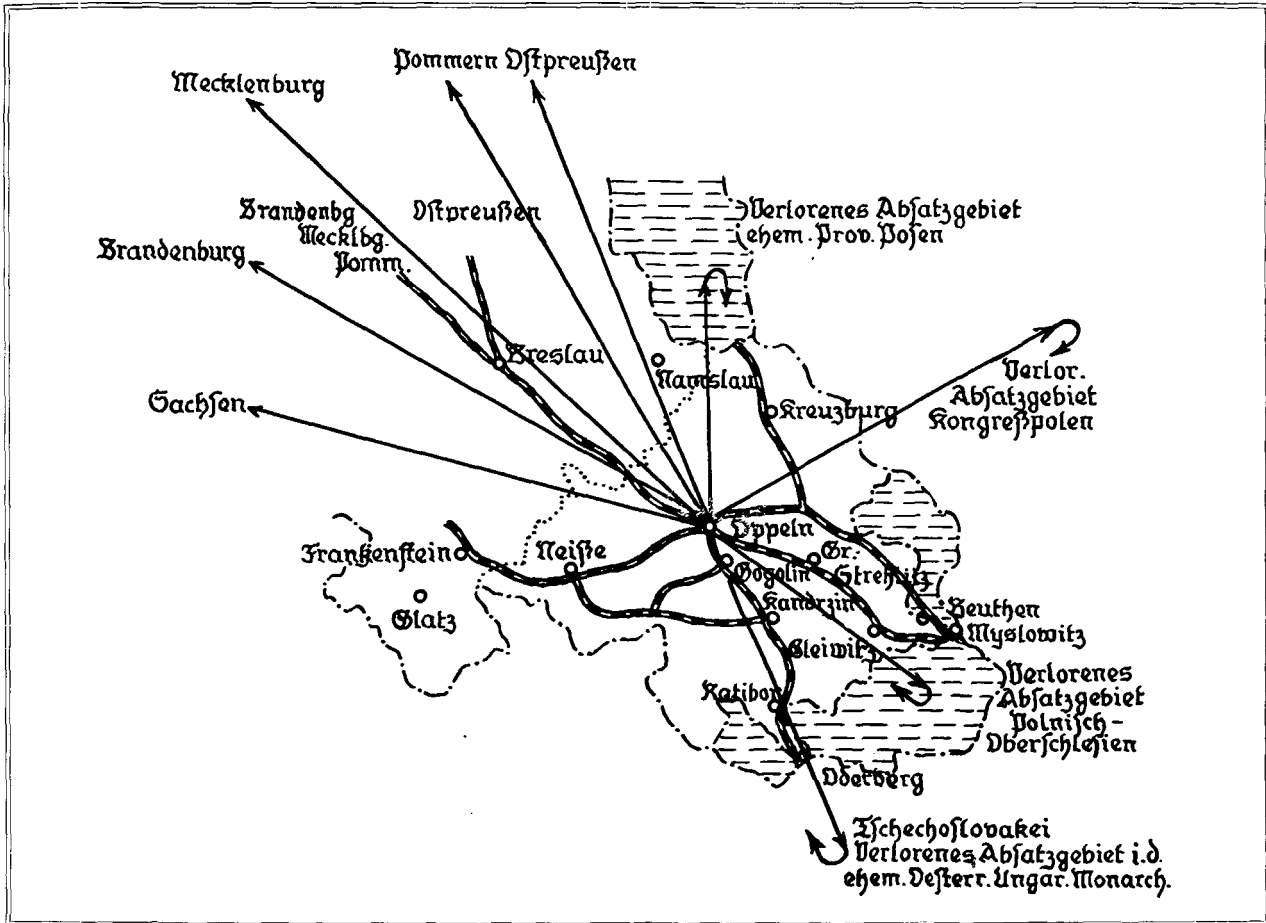 Pommern Ostpreußen
Mecklenburg
Brandenbg
Mecklbg.
Pomm.
Ostpreußen
Verlorenes Absatzgebiet
ehem. Prov. Posen
Brandenburg
Breslau
Namslau
Verlor.
Absatzgebiet
Kongreßpolen
Sachsen
Kreuzburg
Oppeln
Frankenstein
Neiße
Gogolin
Gr.
Strehlitz
Glatz
Kandrzin
Beuthen
Myslowitz
Gleiwitz
Ratibor
Verlorenes
Absatzgebiet
Polnisch-
Oberschlesien
Oderberg
Tschechoslovakei
Verlorenes Absatzgebiet i.d.
ehem. Oesterr. Ungar. Monarch.